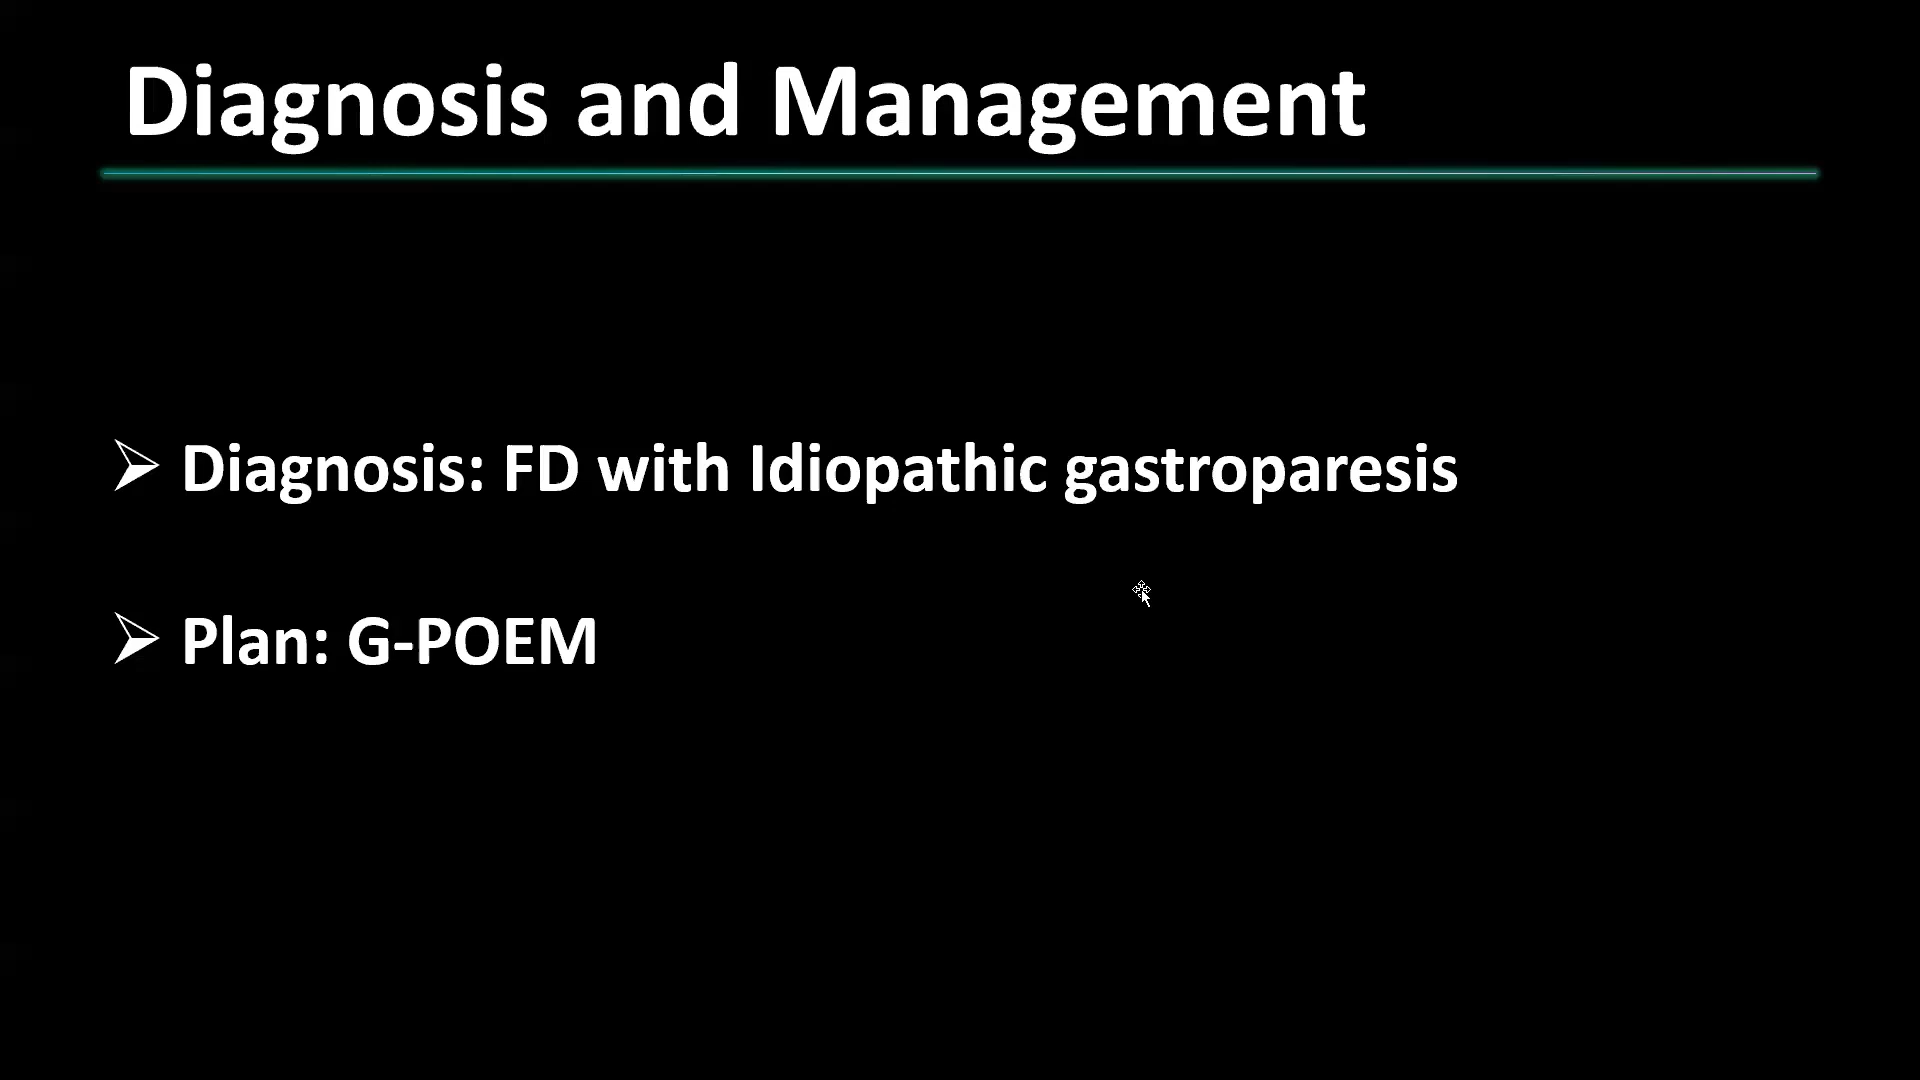 Diagnosis and Management
➢ Diagnosis: FD with Idiopathic gastroparesis
➢ Plan: G-POEM